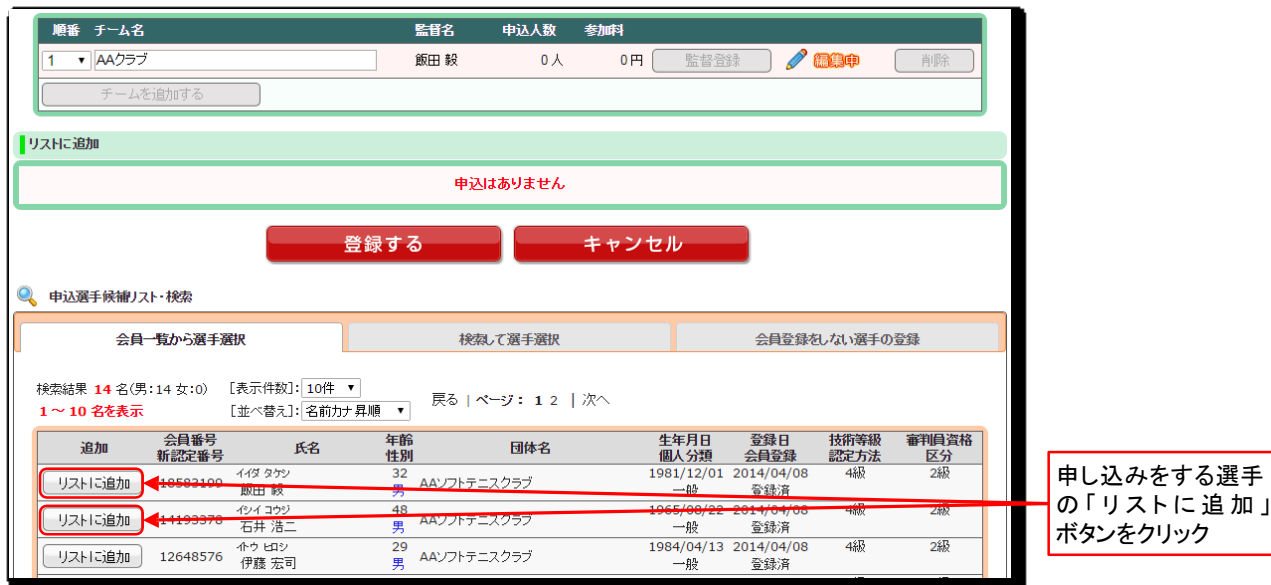 順番 チーム名 監督名 申込人数 参加料
1 AAクラブ 飯田 毅 0人 0円 監督登録 編集中 削除
チームを追加する
リストに追加
申込はありません
登録する キャンセル
申込選手候補リスト・検索
会員一覧から選手選択 検索して選手選択 会員登録をしない選手の登録
検索結果 14 名(男:14 女:0) [表示件数]: 10件
戻る | ページ: 1 2 | 次へ
1~10 名を表示 [並べ替え]: 名前カナ昇順
追加 会員番号 氏名 年齢 団体名 生年月日 登録日 技術等級 審判員資格
新認定番号 性別 個人分類 会員登録 認定方法 区分
リストに追加 18583199 イイダ タケシ 32 AAソフトテニスクラブ 1981/12/01 2014/04/08 4級 2級
飯田 毅 男 一般 登録済
リストに追加 14193378 イシイ コウジ 48 AAソフトテニスクラブ 1965/08/22 2014/04/08 4級 2級
石井 浩二 男 一般 登録済
リストに追加 12648576 イトウ ヒロシ 29 AAソフトテニスクラブ 1984/04/13 2014/04/08 4級 2級
伊藤 宏司 男 一般 登録済
申し込みをする選手
の「リストに追加」
ボタンをクリック